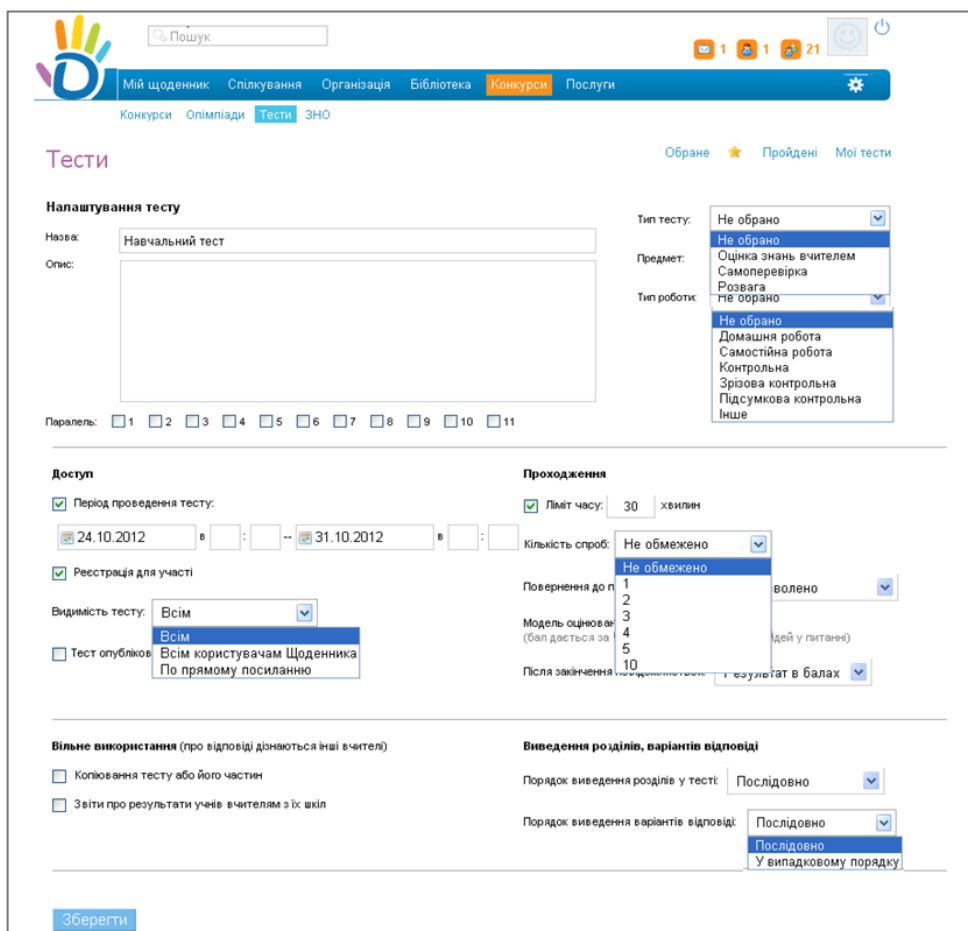 Пошук
1 1 21
Мій щоденник Спілкування Організація Бібліотека Конкурси Послуги
Конкурси Олімпіади Тести ЗНО
Тести
Обране Пройдені Мої тести
Налаштування тесту
Назва: Навчальний тест
Опис:
Паралель: 1 2 3 4 5 6 7 8 9 10 11
Тип тесту: Не обрано
Не обрано
Оцінка знань вчителем
Самоперевірка
Розвага
Предмет:
Тип роботи: Не обрано
Не обрано
Домашня робота
Самостійна робота
Контрольна
Зрізова контрольна
Підсумкова контрольна
Інше
Доступ
Період проведення тесту:
24.10.2012 в : -- 31.10.2012 в :
Реєстрація для участі
Видимість тесту: Всім
Всім
Всім користувачам Щоденника
По прямому посиланню
Тест опубліков
Проходження
Ліміт часу: 30 хвилин
Кількість спроб: Не обмежено
Не обмежено
1
2
3
4
5
10
Повернення до п волено
Модель оцінюван
(бал дається за ідей у питанні)
Після закінчення Результат в балах
Вільне використання (про відповіді дізнаються інші вчителі)
Копіювання тесту або його частин
Звіти про результати учнів вчителям з їх шкіл
Виведення розділів, варіантів відповіді
Порядок виведення розділів у тесті: Послідовно
Порядок виведення варіантів відповіді: Послідовно
Послідовно
У випадковому порядку
Зберегти